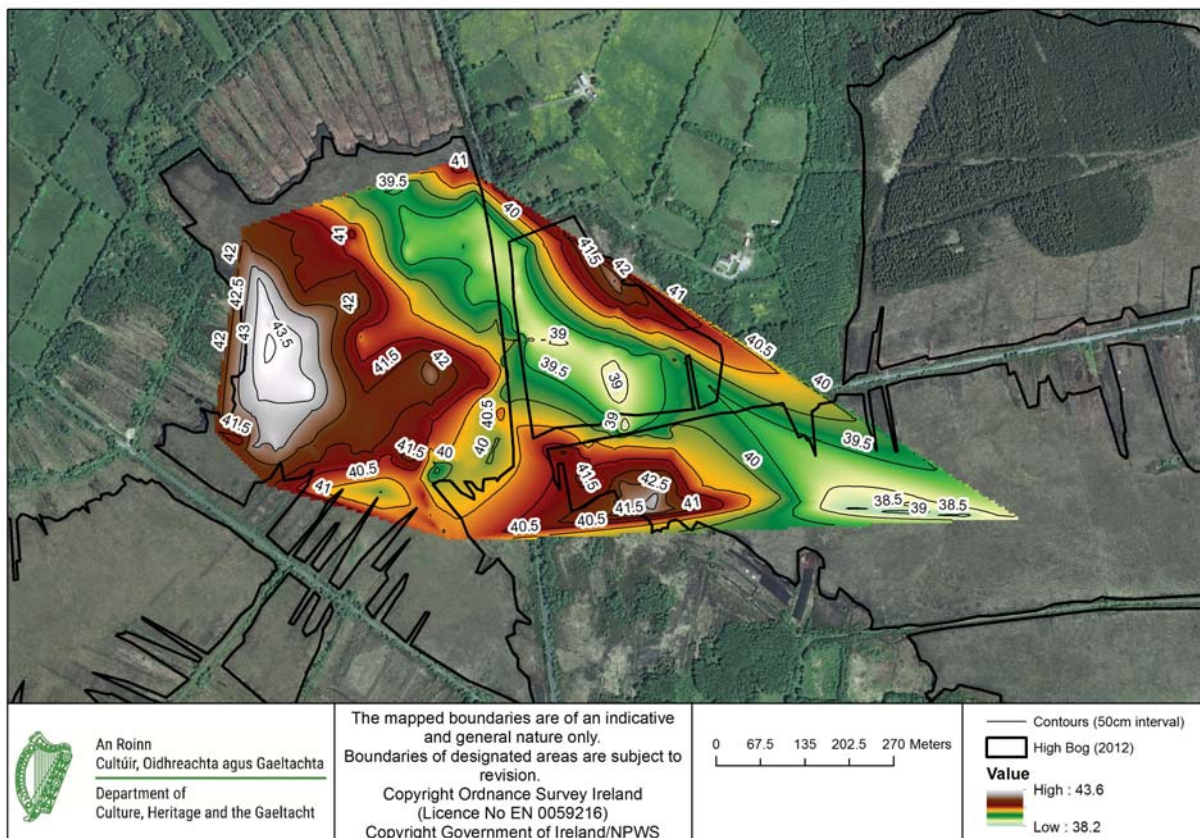 41
39.5
40
41
42
41.5
42
42
42.5
42
41
43
43.5
42
40.5
39
41.5
42
39.5
39
40
40.5
39
41.5
41.5
40
40
39.5
40.5
41.5
42.5
41
41
41.5
38.5
39
38.5
40.5
40.5
An Roinn
Cultúir, Oidhreachta agus Gaeltachta
Department of
Culture, Heritage and the Gaeltacht
The mapped boundaries are of an indicative
and general nature only.
Boundaries of designated areas are subject to
revision.
Copyright Ordnance Survey Ireland
(Licence No EN 0059216)
Copyright Government of Ireland/NPWS
0 67.5 135 202.5 270 Meters
Contours (50cm interval)
High Bog (2012)
Value
High : 43.6
Low : 38.2